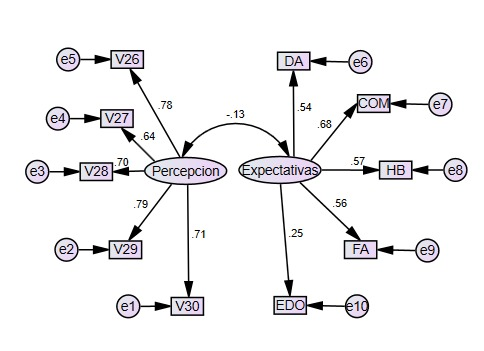 e5 V26 DA e6
-.13 COM e7
.78 .54
e4 V27 .68
.64
e3 V28 .70 Percepcion Expectativas .57 HB e8
.79 .56
.71 .25
e2 V29 FA e9
e1 V30 EDO e10